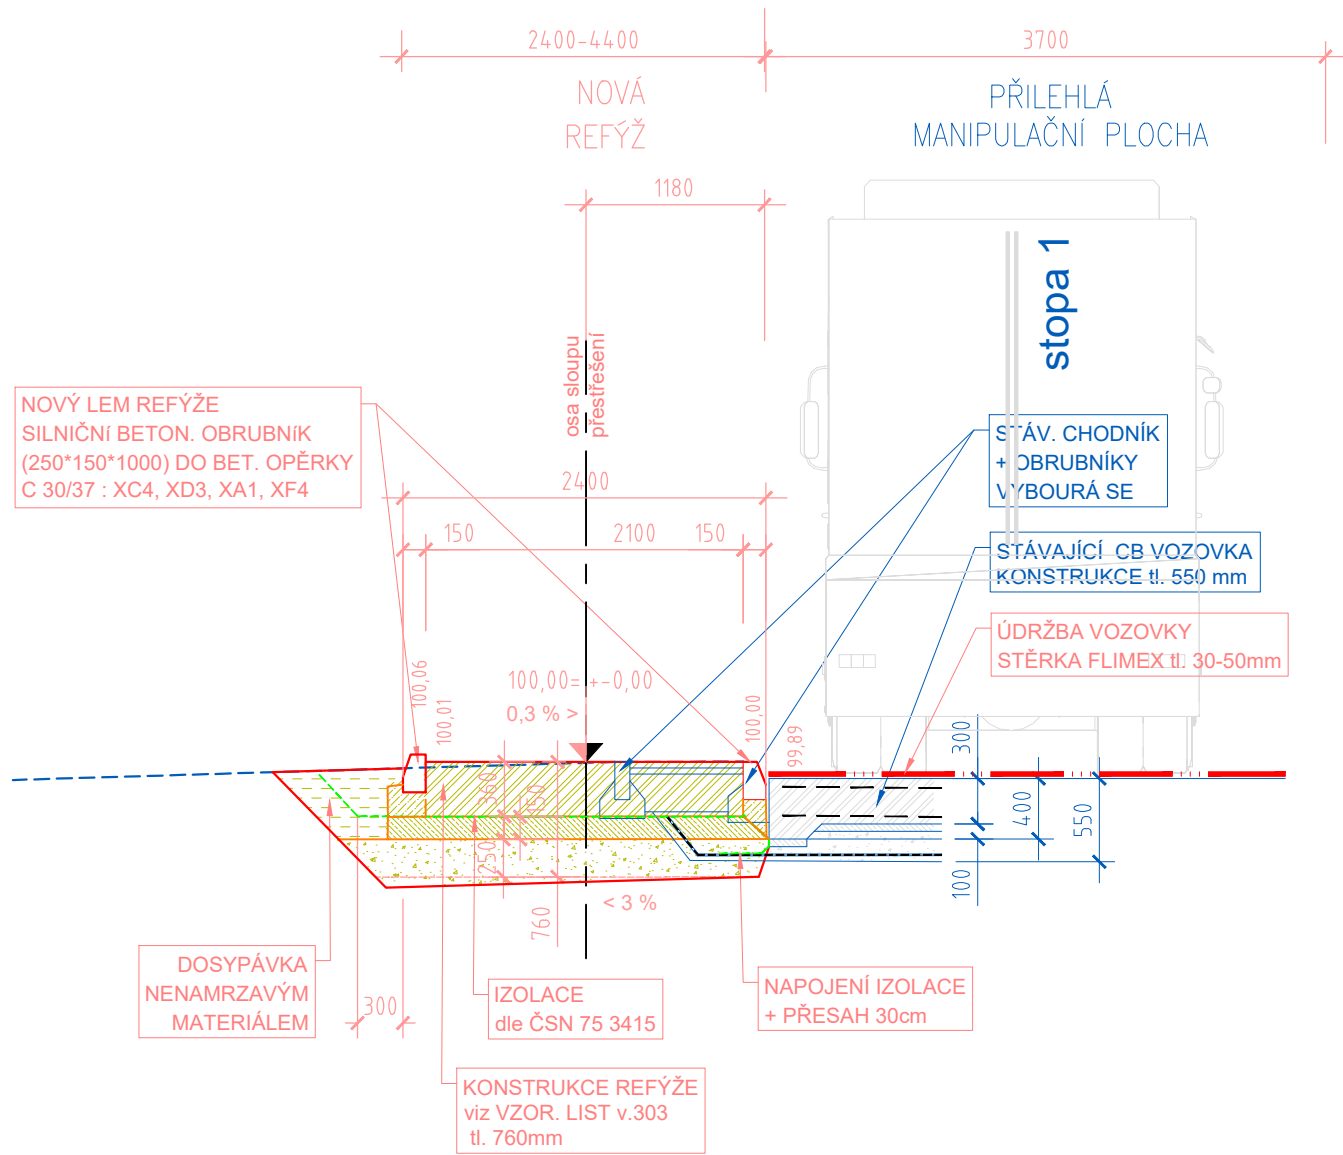 2400-4400
3700
NOVÁ
REFÝŽ
PŘILEHLÁ
MANIPULAČNÍ PLOCHA
1180
stopa 1
osa sloupu
přestřešení
NOVÝ LEM REFÝŽE
SILNIČNí BETON. OBRUBNíK
(250*150*1000) DO BET. OPĚRKY
C 30/37 : XC4, XD3, XA1, XF4
STÁV. CHODNÍK
+ OBRUBNÍKY
VYBOURÁ SE
2400
150
2100
150
STÁVAJÍCÍ CB VOZOVKA
KONSTRUKCE tl. 550 mm
ÚDRŽBA VOZOVKY
STĚRKA FLIMEX tl. 30-50mm
100,06
100,01
100,00= +-0,00
0,3 % >
100,00
99,89
300
360
150
400
550
250
100
760
< 3 %
DOSYPÁVKA
NENAMRZAVÝM
MATERIÁLEM
300
IZOLACE
dle ČSN 75 3415
NAPOJENÍ IZOLACE
+ PŘESAH 30cm
KONSTRUKCE REFÝŽE
viz VZOR. LIST v.303
tl. 760mm